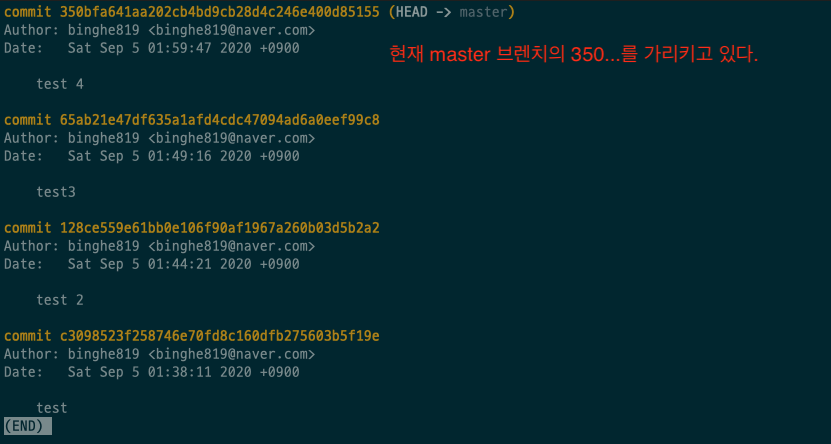 commit 350bfa641aa202cb4bd9cb28d4c246e400d85155 (HEAD -> master)
Author: binghe819 <binghe819@naver.com>
Date:   Sat Sep 5 01:59:47 2020 +0900
현재 master 브렌치의 350...를 가리키고 있다.
test 4
commit 65ab21e47df635a1afd4cdc47094ad6a0eef99c8
Author: binghe819 <binghe819@naver.com>
Date:   Sat Sep 5 01:49:16 2020 +0900
test3
commit 128ce559e61bb0e106f90af1967a260b03d5b2a2
Author: binghe819 <binghe819@naver.com>
Date:   Sat Sep 5 01:44:21 2020 +0900
test 2
commit c3098523f258746e70fd8c160dfb275603b5f19e
Author: binghe819 <binghe819@naver.com>
Date:   Sat Sep 5 01:38:11 2020 +0900
test
(END)